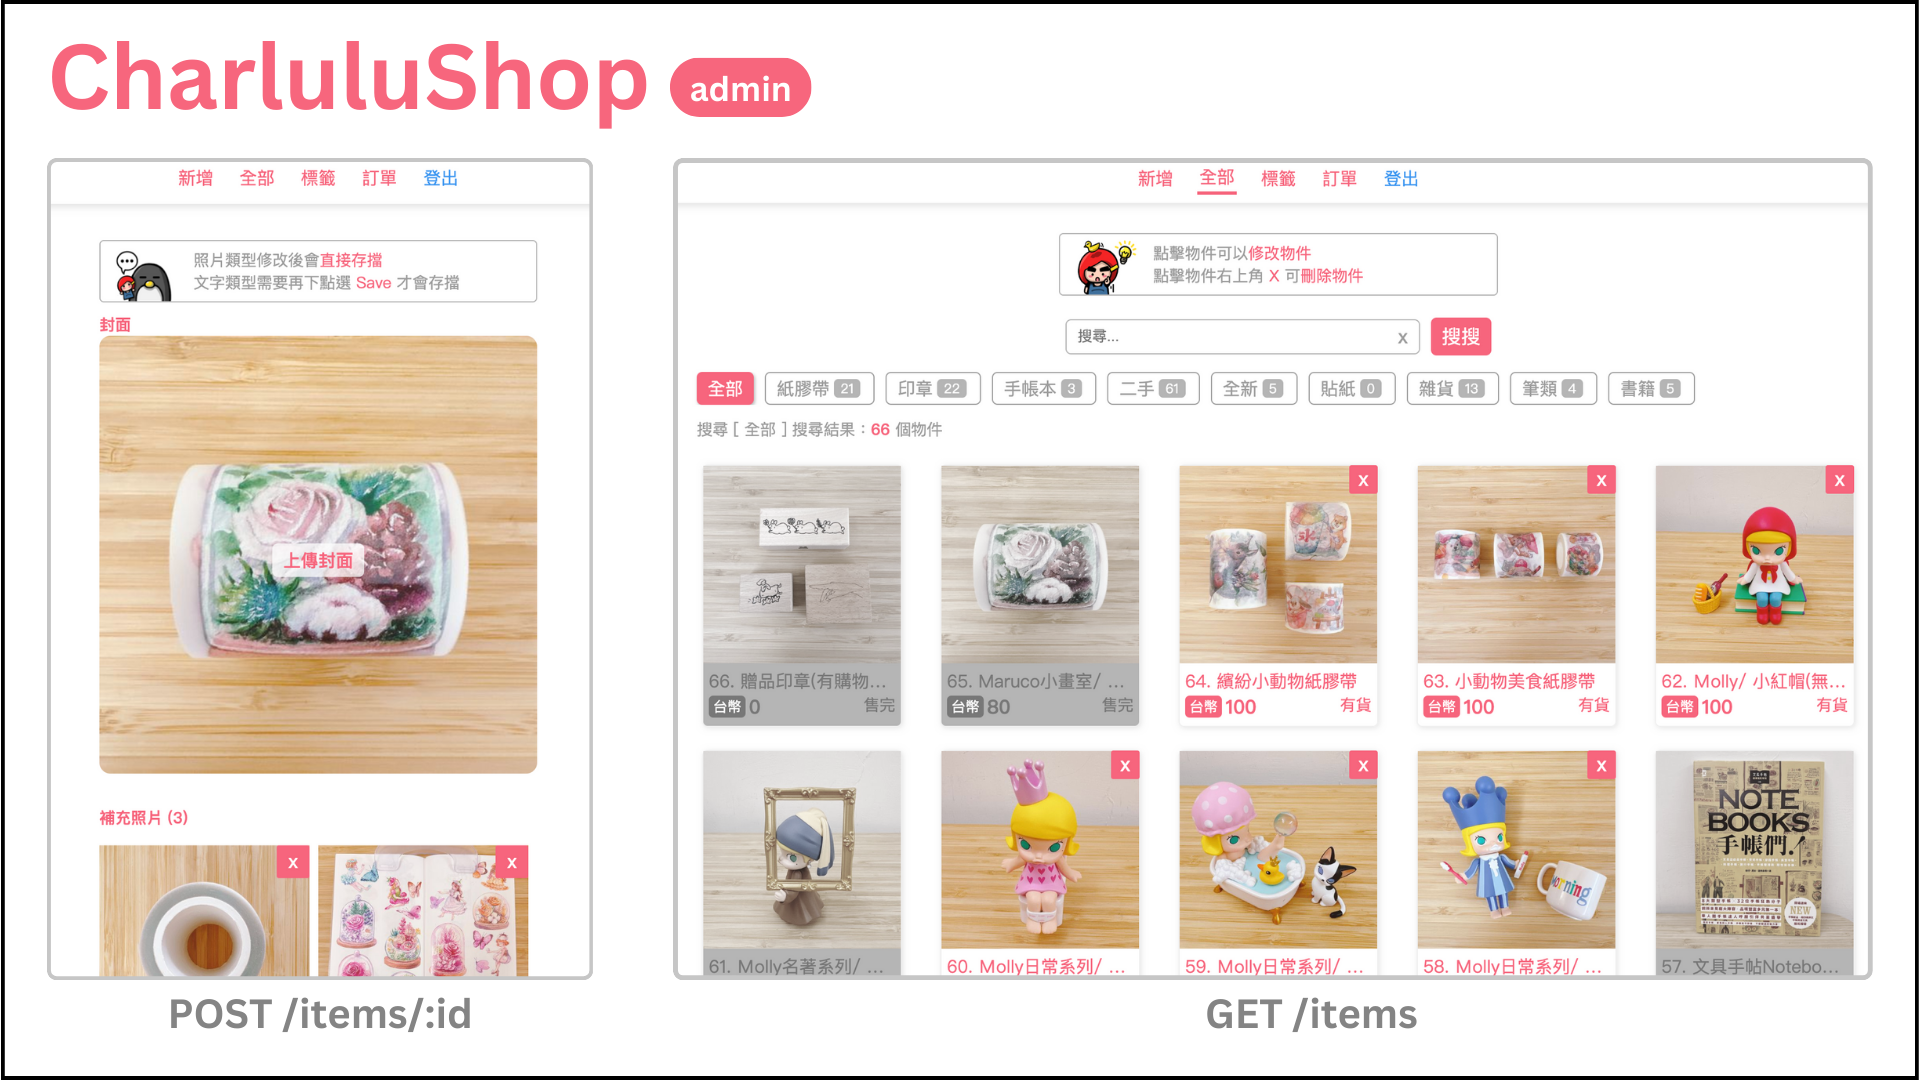 CharluluShop admin
新增 全部 標籤 訂單 登出
照片類型修改後會直接存擋
文字類型需要再下點選 Save 才會存擋
封面
上傳封面
補充照片 (3)
X X
POST /items/:id
新增 全部 標籤 訂單 登出
點擊物件可以修改物件
點擊物件右上角 X 可刪除物件
搜尋... X 搜搜
全部 紙膠帶 21 印章 22 手帳本 3 二手 61 全新 5 貼紙 0 雜貨 13 筆類 4 書籍 5
搜尋 [ 全部 ] 搜尋結果：66 個物件
X X X
66. 贈品印章(有購物... 65. Maruco小畫室/ ... 64. 繽紛小動物紙膠帶 63. 小動物美食紙膠帶 62. Molly/ 小紅帽(無...
台幣 0 售完 台幣 80 售完 台幣 100 有貨 台幣 100 有貨 台幣 100 有貨
X X X
NOTE
BOOKS
手帳們!
morning
NEW
61. Molly名著系列/ ... 60. Molly日常系列/ ... 59. Molly日常系列/ ... 58. Molly日常系列/ ... 57. 文具手帖Notebo...
GET /items